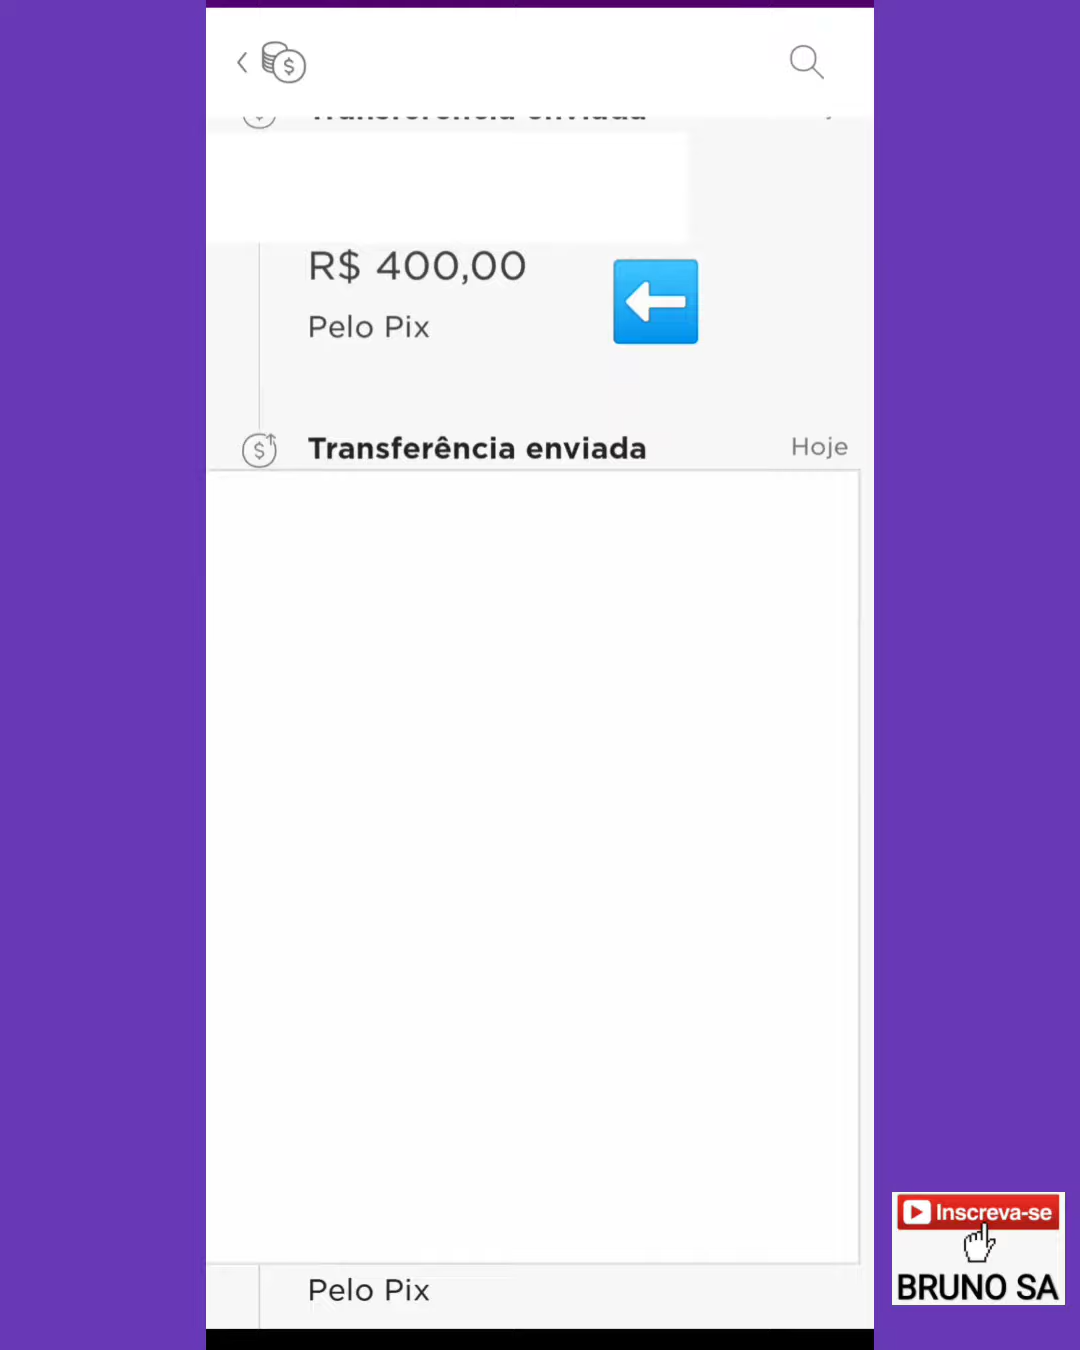 Transferência enviada
R$ 400,00
Pelo Pix
Transferência enviada
Hoje
Pelo Pix
Inscreva-se
BRUNO SA